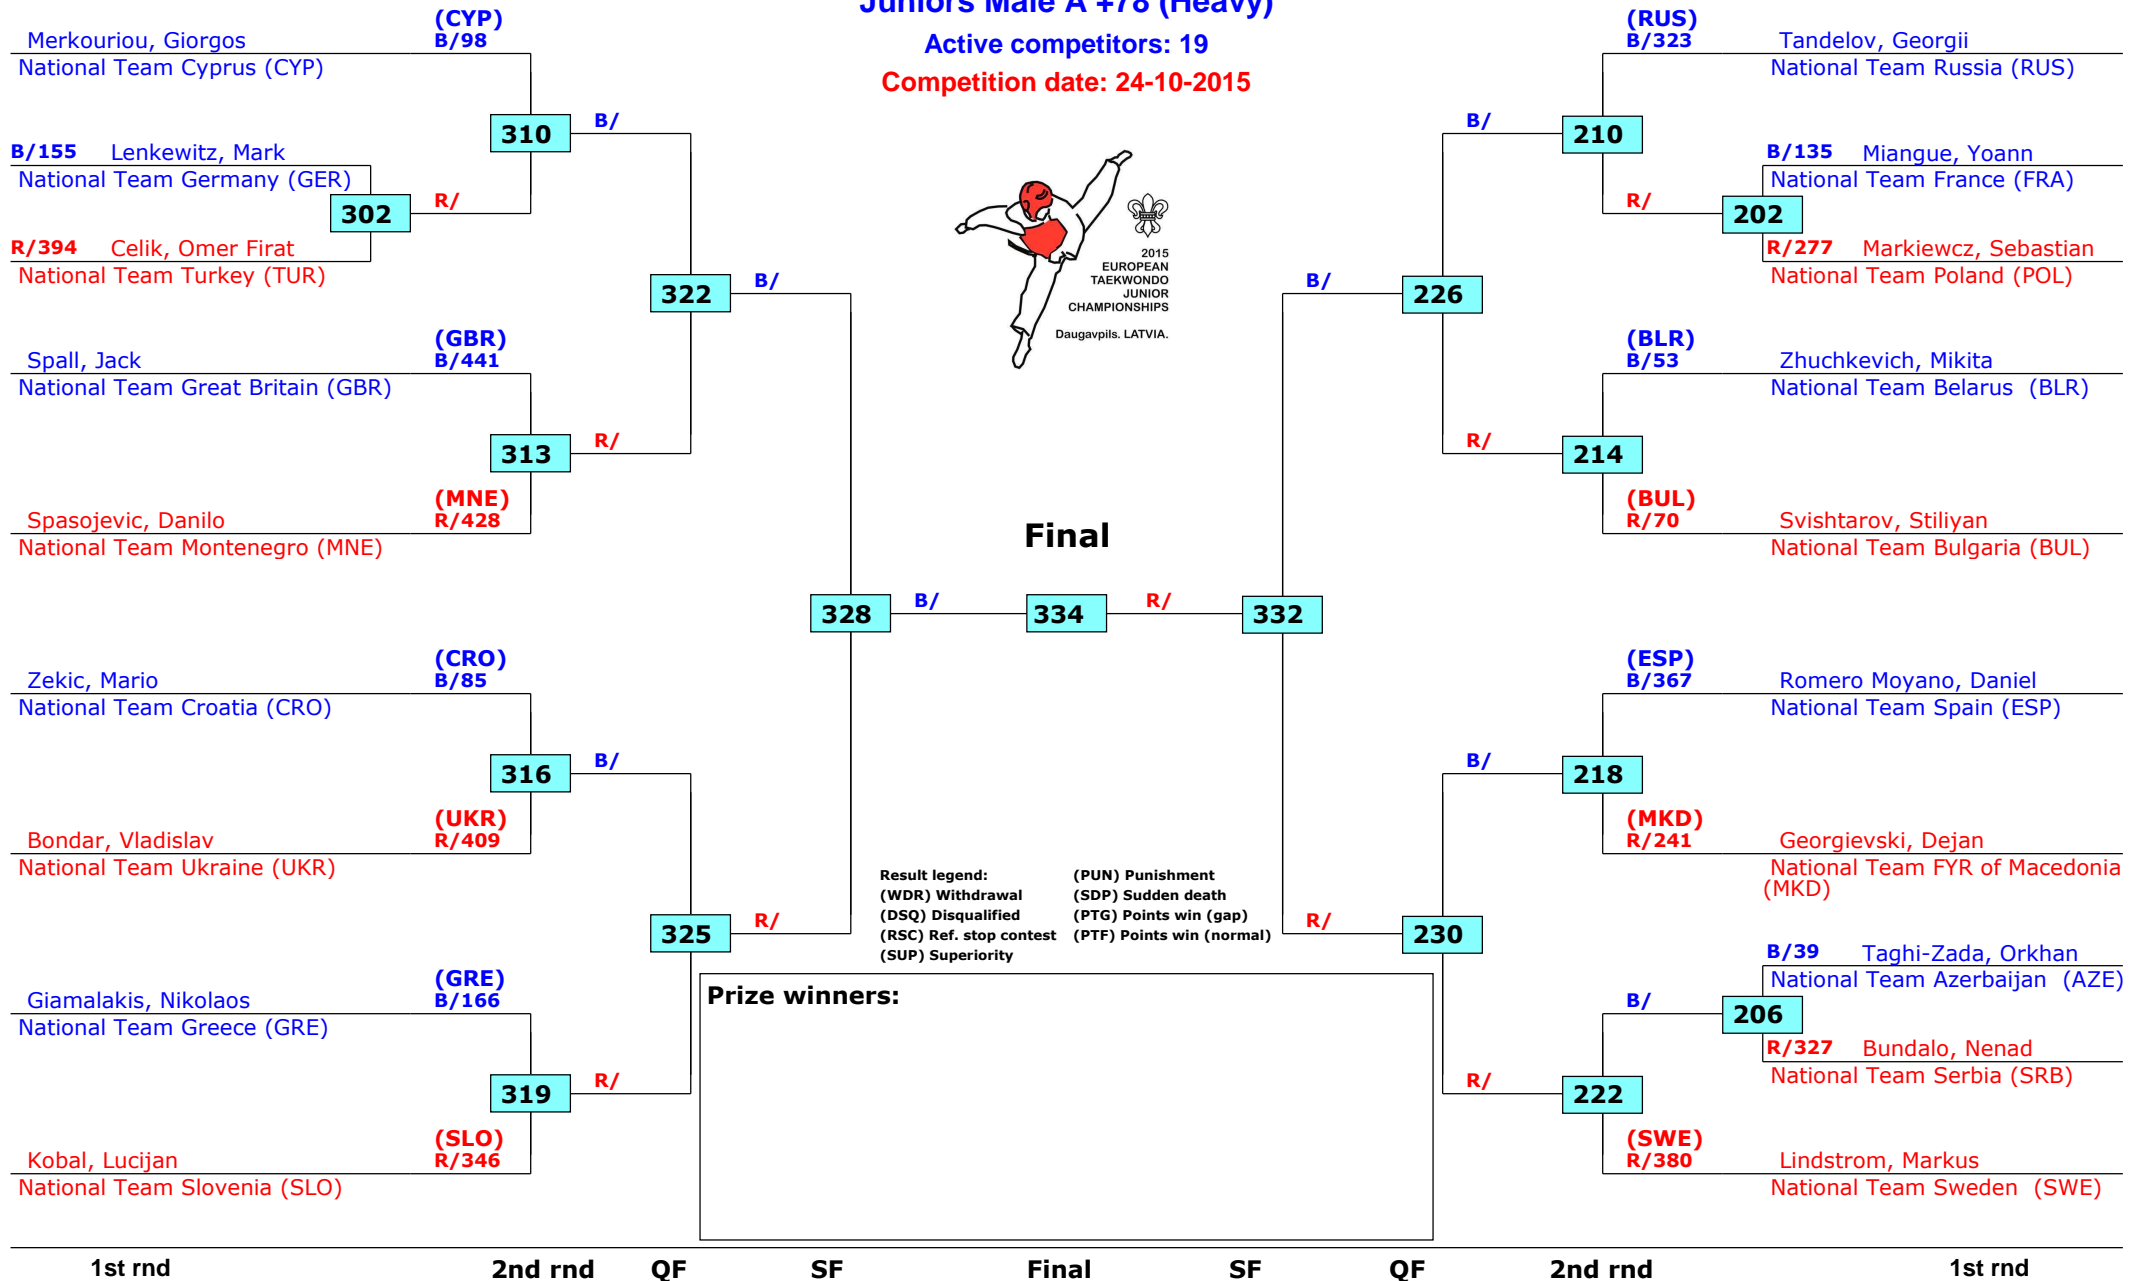 Juniors Male A +78 (Heavy)
Active competitors: 19
Competition date: 24-10-2015
(CYP)
Merkouriou, Giorgos B/98
National Team Cyprus (CYP)
310
B/
B/155 Lenkewitz, Mark
National Team Germany (GER)
302
R/
R/394 Celik, Omer Firat
National Team Turkey (TUR)
322
B/
(GBR)
Spall, Jack B/441
National Team Great Britain (GBR)
313
R/
(MNE)
Spasojevic, Danilo R/428
National Team Montenegro (MNE)
328
B/
(CRO)
Zekic, Mario B/85
National Team Croatia (CRO)
316
B/
(UKR)
Bondar, Vladislav R/409
National Team Ukraine (UKR)
325
R/
(GRE)
Giamalakis, Nikolaos B/166
National Team Greece (GRE)
319
R/
(SLO)
Kobal, Lucijan R/346
National Team Slovenia (SLO)
2015
EUROPEAN
TAEKWONDO
JUNIOR
CHAMPIONSHIPS
Daugavpils. LATVIA.
Final
334
R/
332
(RUS)
B/323 Tandelov, Georgii
National Team Russia (RUS)
B/
210
B/135 Miangue, Yoann
National Team France (FRA)
R/
202
R/277 Markiewcz, Sebastian
National Team Poland (POL)
B/
226
(BLR)
B/53 Zhuchkevich, Mikita
National Team Belarus (BLR)
R/
214
(BUL)
R/70 Svishtarov, Stiliyan
National Team Bulgaria (BUL)
(ESP)
B/367 Romero Moyano, Daniel
National Team Spain (ESP)
B/
218
(MKD)
R/241 Georgievski, Dejan
National Team FYR of Macedonia
(MKD)
R/
230
B/39 Taghi-Zada, Orkhan
National Team Azerbaijan (AZE)
B/
206
R/327 Bundalo, Nenad
National Team Serbia (SRB)
R/
222
(SWE)
R/380 Lindstrom, Markus
National Team Sweden (SWE)
Result legend: (PUN) Punishment
(WDR) Withdrawal (SDP) Sudden death
(DSQ) Disqualified (PTG) Points win (gap)
(RSC) Ref. stop contest (PTF) Points win (normal)
(SUP) Superiority
Prize winners:
1st rnd 2nd rnd QF SF Final SF QF 2nd rnd 1st rnd